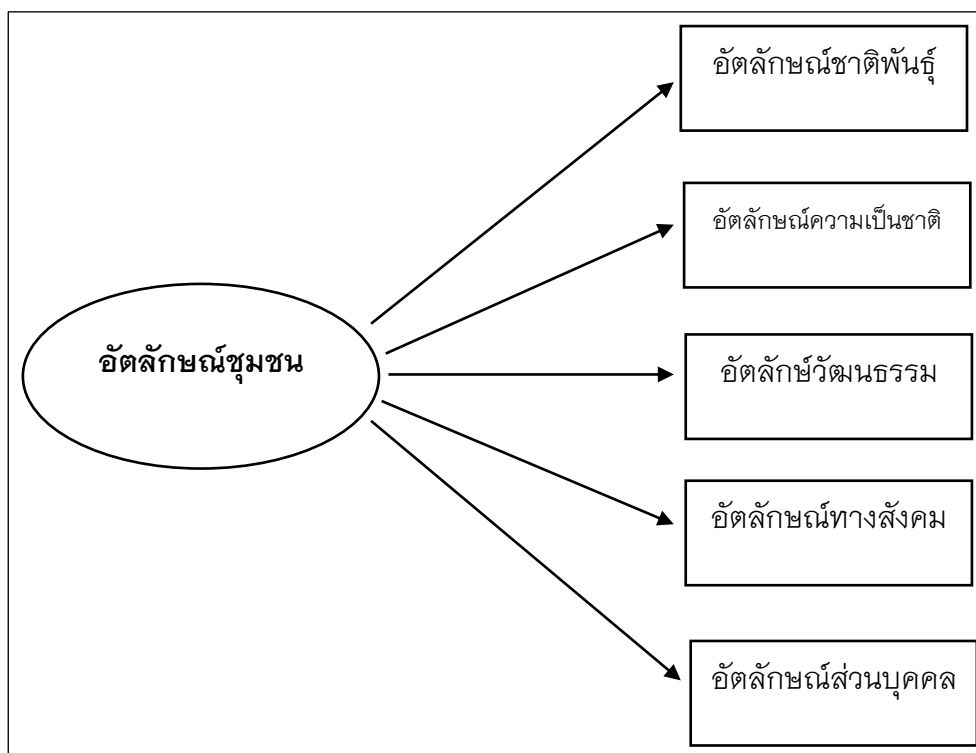 อัตลักษณ์ชาติพันธุ์
อัตลักษณ์ความเป็นชาติ
อัตลักษณ์ชุมชน
อัตลักษ์วัฒนธรรม
อัตลักษณ์ทางสังคม
อัตลักษณ์ส่วนบุคคล